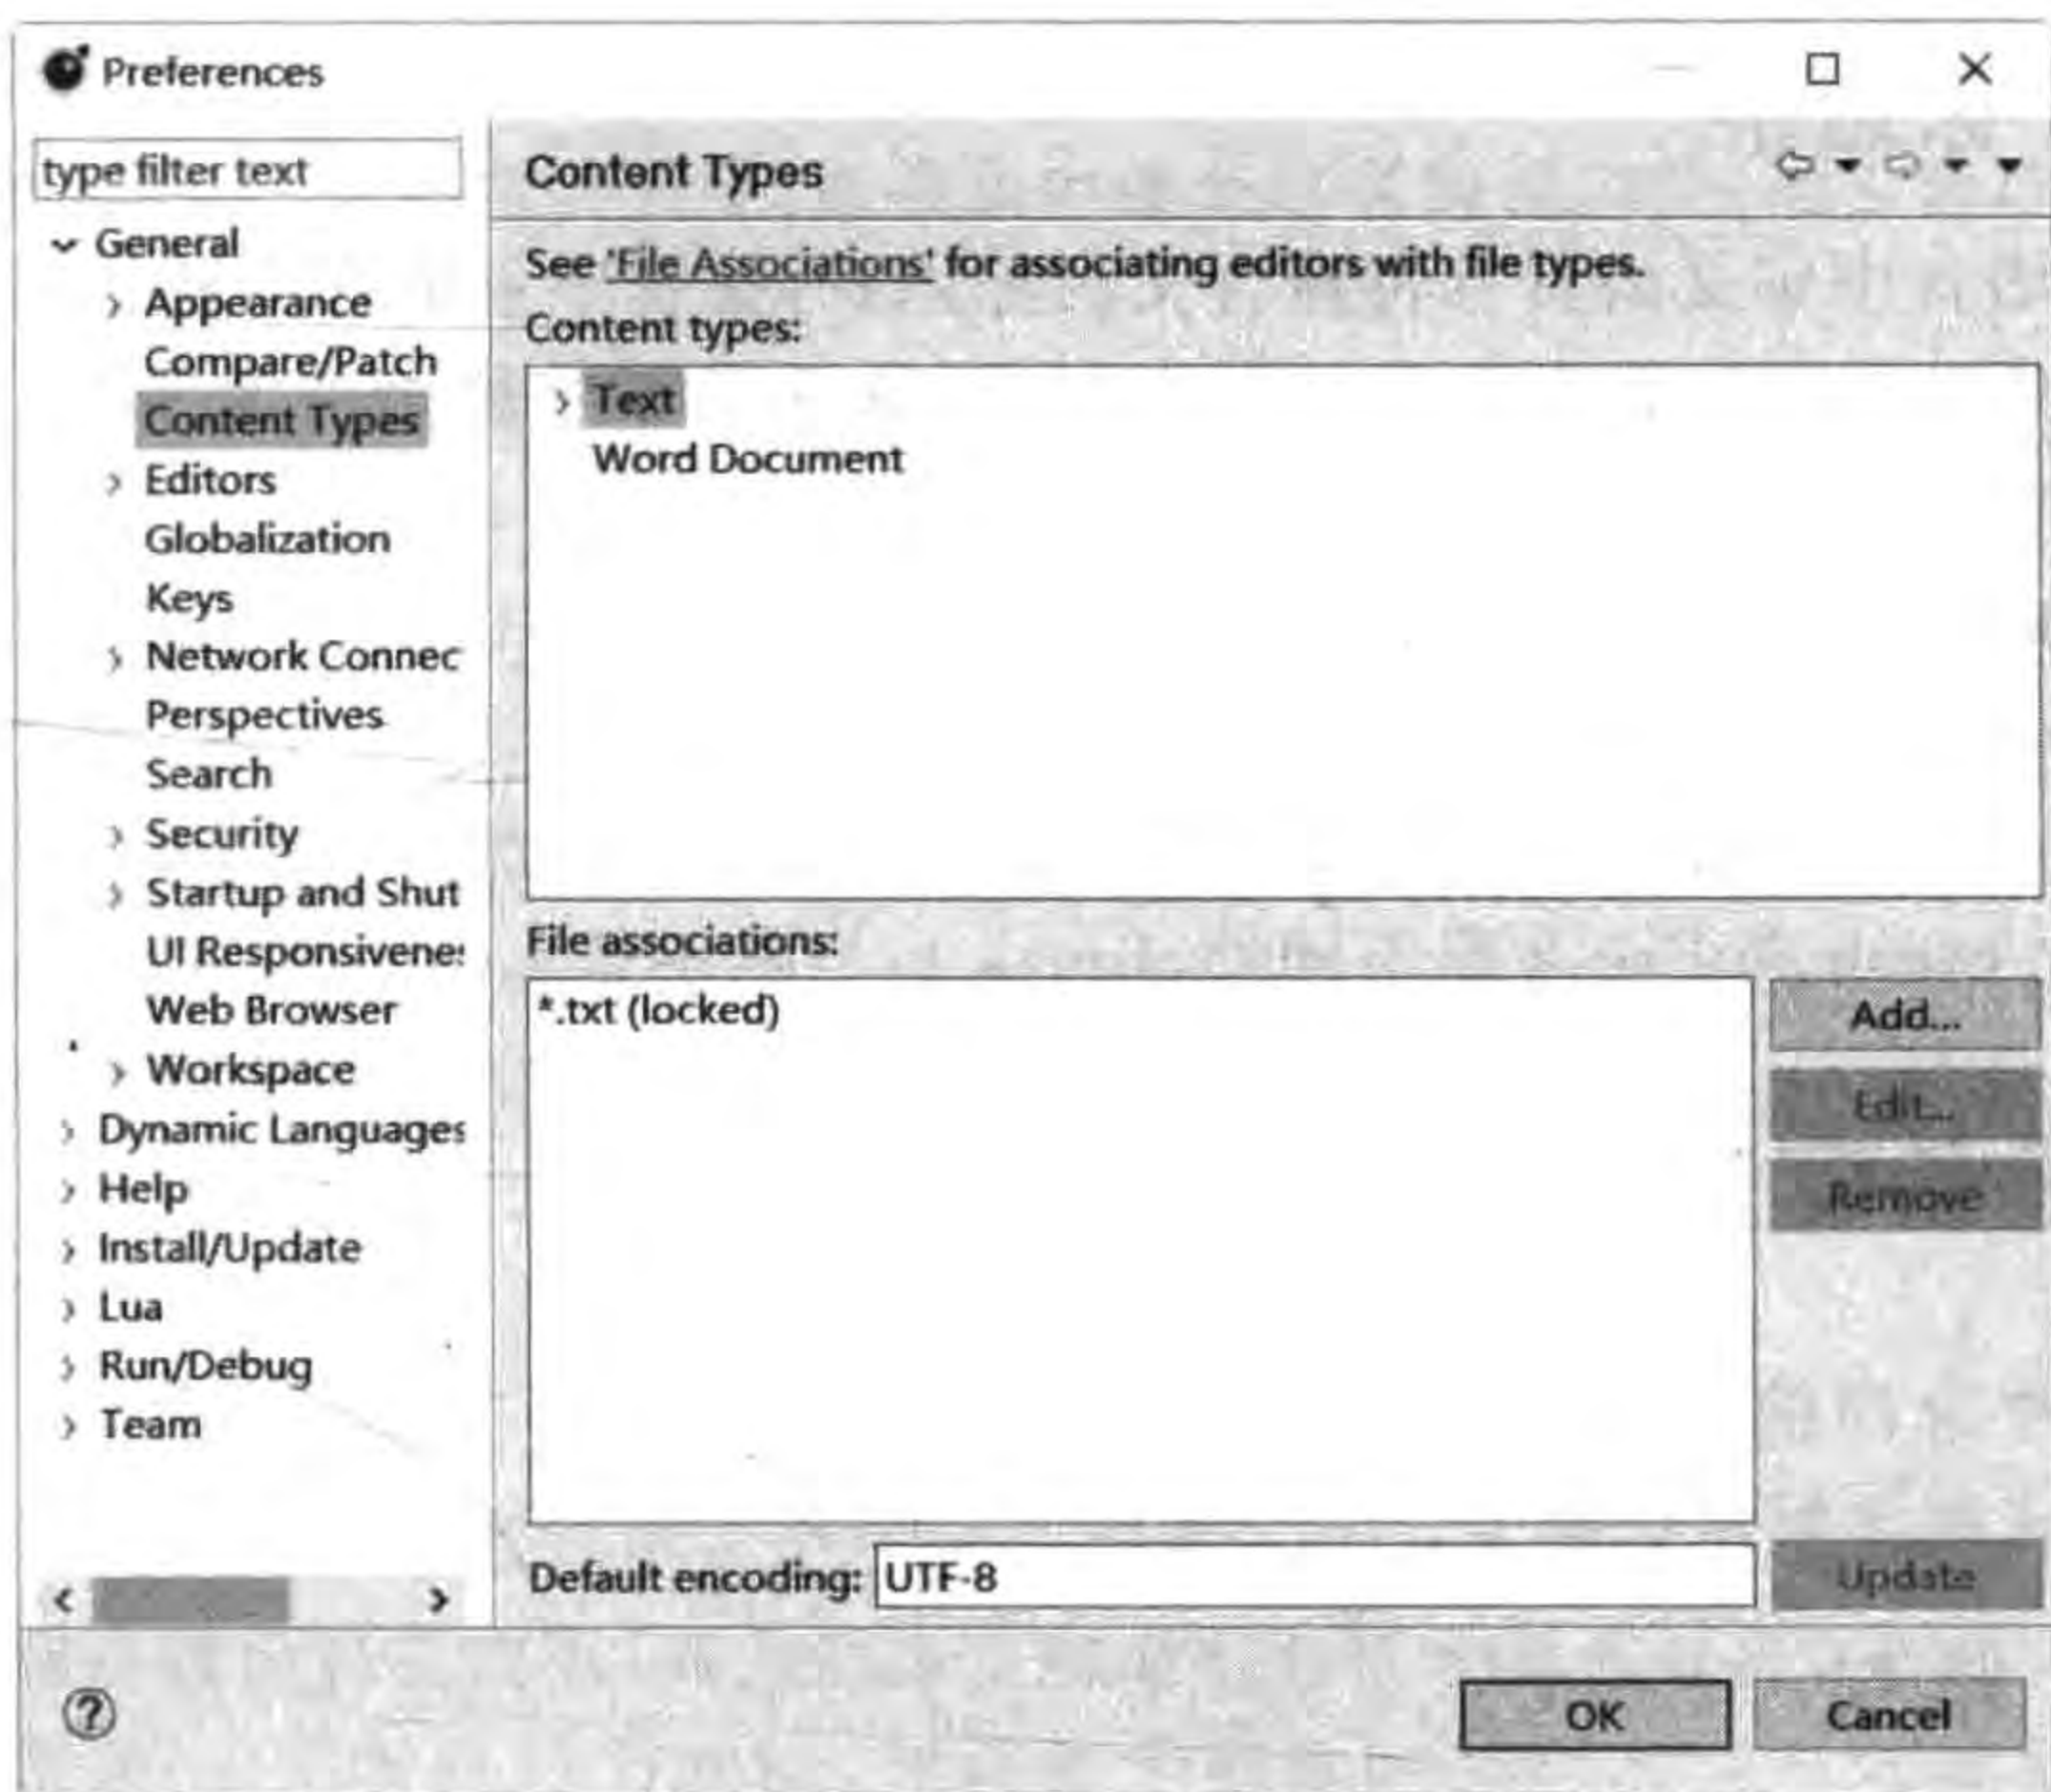 Preferences
type filter text
General
Appearance
Compare/Patch
Content Types
Editors
Globalization
Keys
Network Connec
Perspectives
Search
Security
Startup and Shut
UI Responsivenes
Web Browser
Workspace
Dynamic Languages
Help
Install/Update
Lua
Run/Debug
Team
Content Types
See 'File Associations' for associating editors with file types.
Content types:
Text
Word Document
File associations:
*.txt (locked)
Add...
Edit...
Remove
Default encoding: UTF-8
Update
OK
Cancel